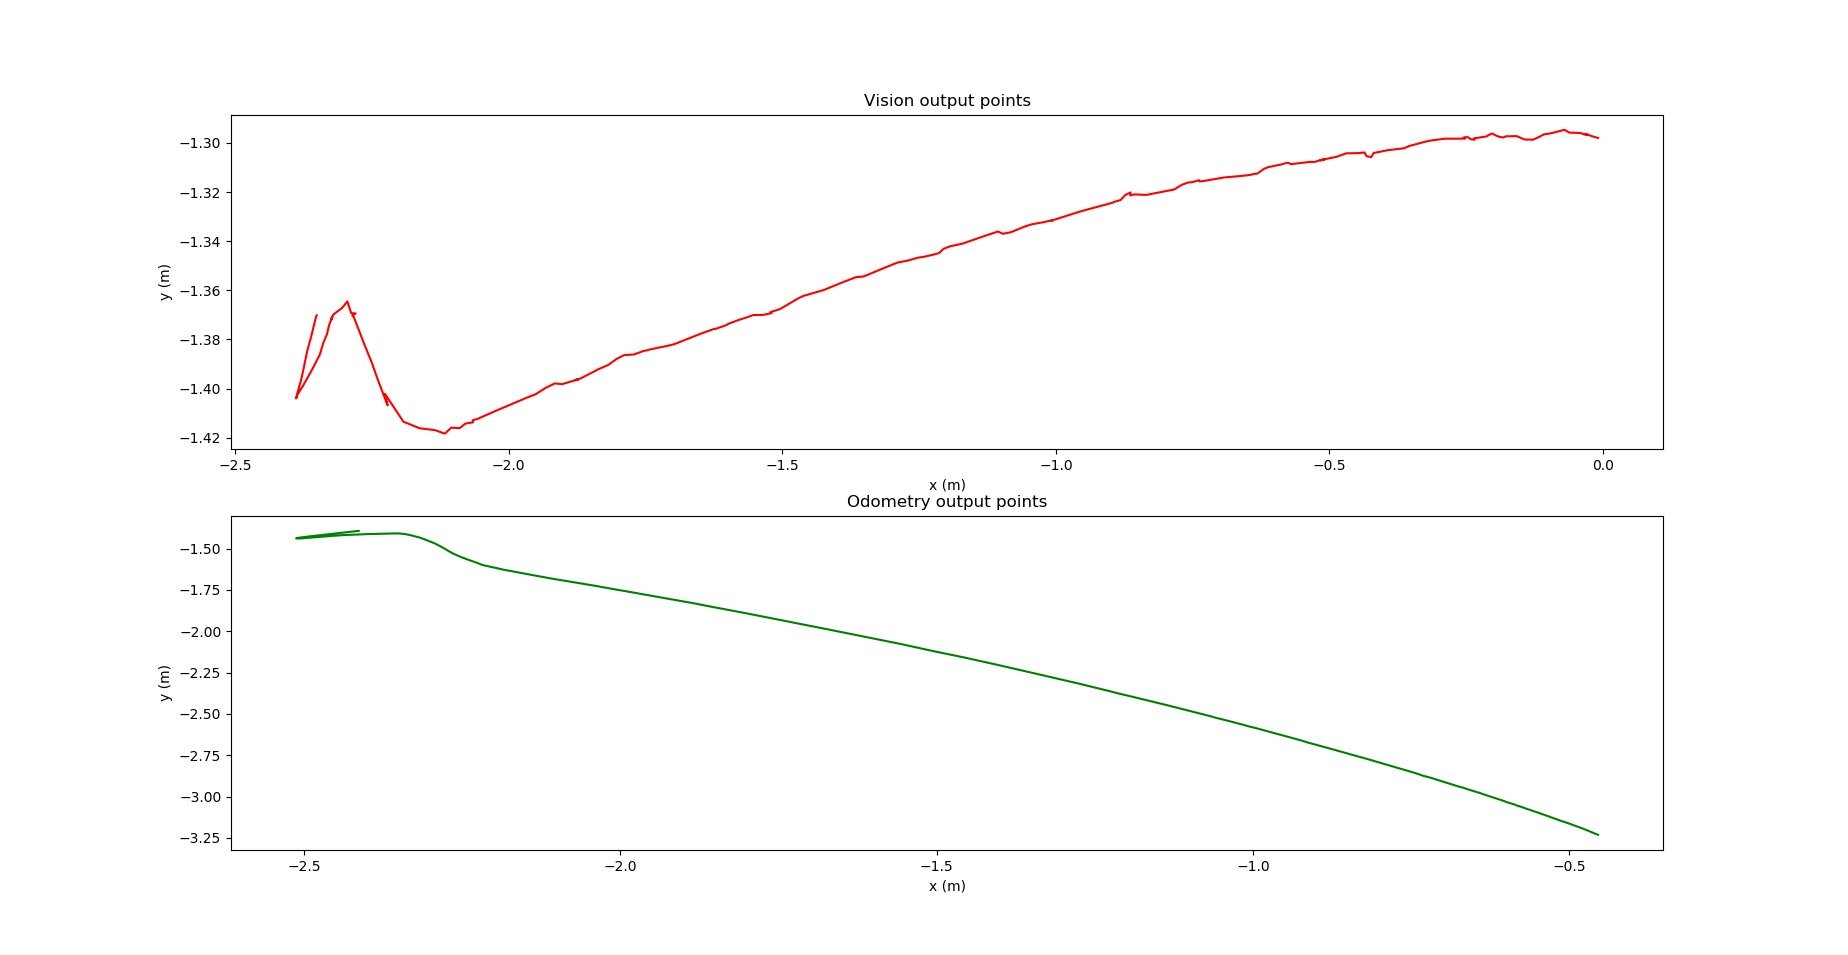 Vision output points
−1.30
−1.32
−1.34
−1.36
−1.38
−1.40
−1.42
y (m)
−2.5 −2.0 −1.5 −1.0 −0.5 0.0
x (m)
Odometry output points
−1.50
−1.75
−2.00
−2.25
−2.50
−2.75
−3.00
−3.25
y (m)
−2.5 −2.0 −1.5 −1.0 −0.5
x (m)